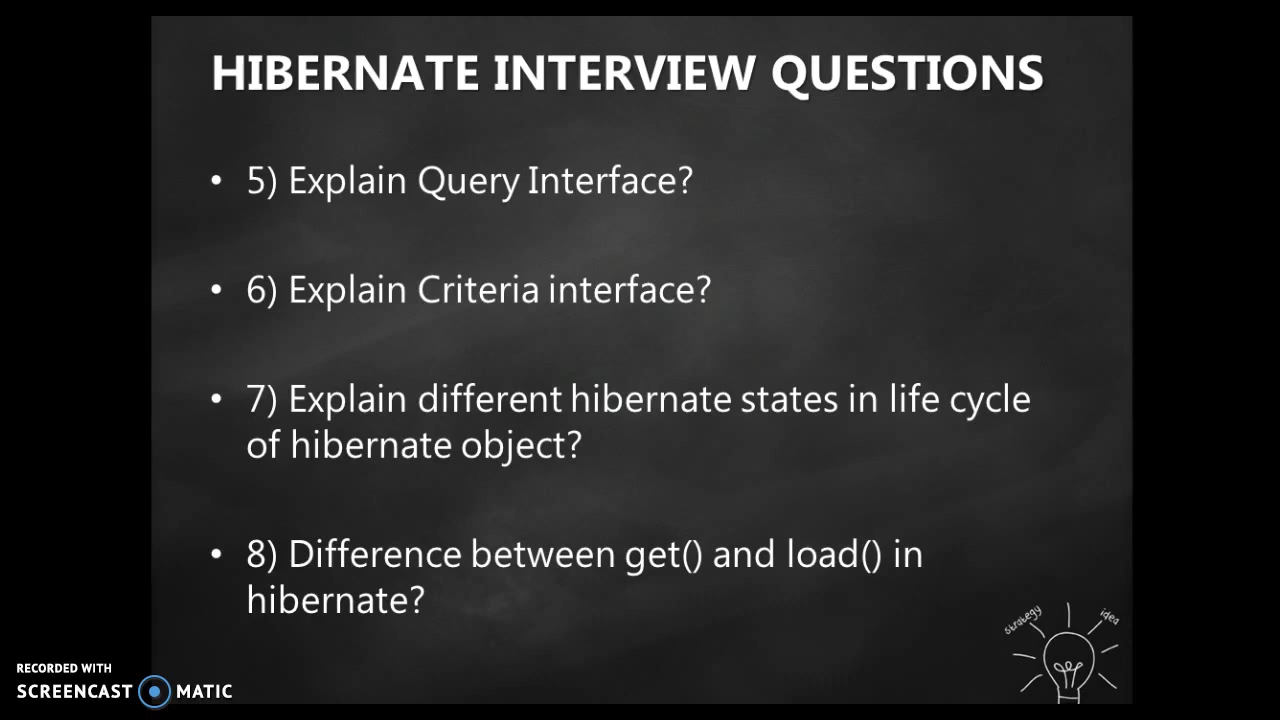 HIBERNATE INTERVIEW QUESTIONS
• 5) Explain Query Interface?
• 6) Explain Criteria interface?
• 7) Explain different hibernate states in life cycle
of hibernate object?
• 8) Difference between get() and load() in
hibernate?
strategy
idea
RECORDED WITH
SCREENCAST MATIC